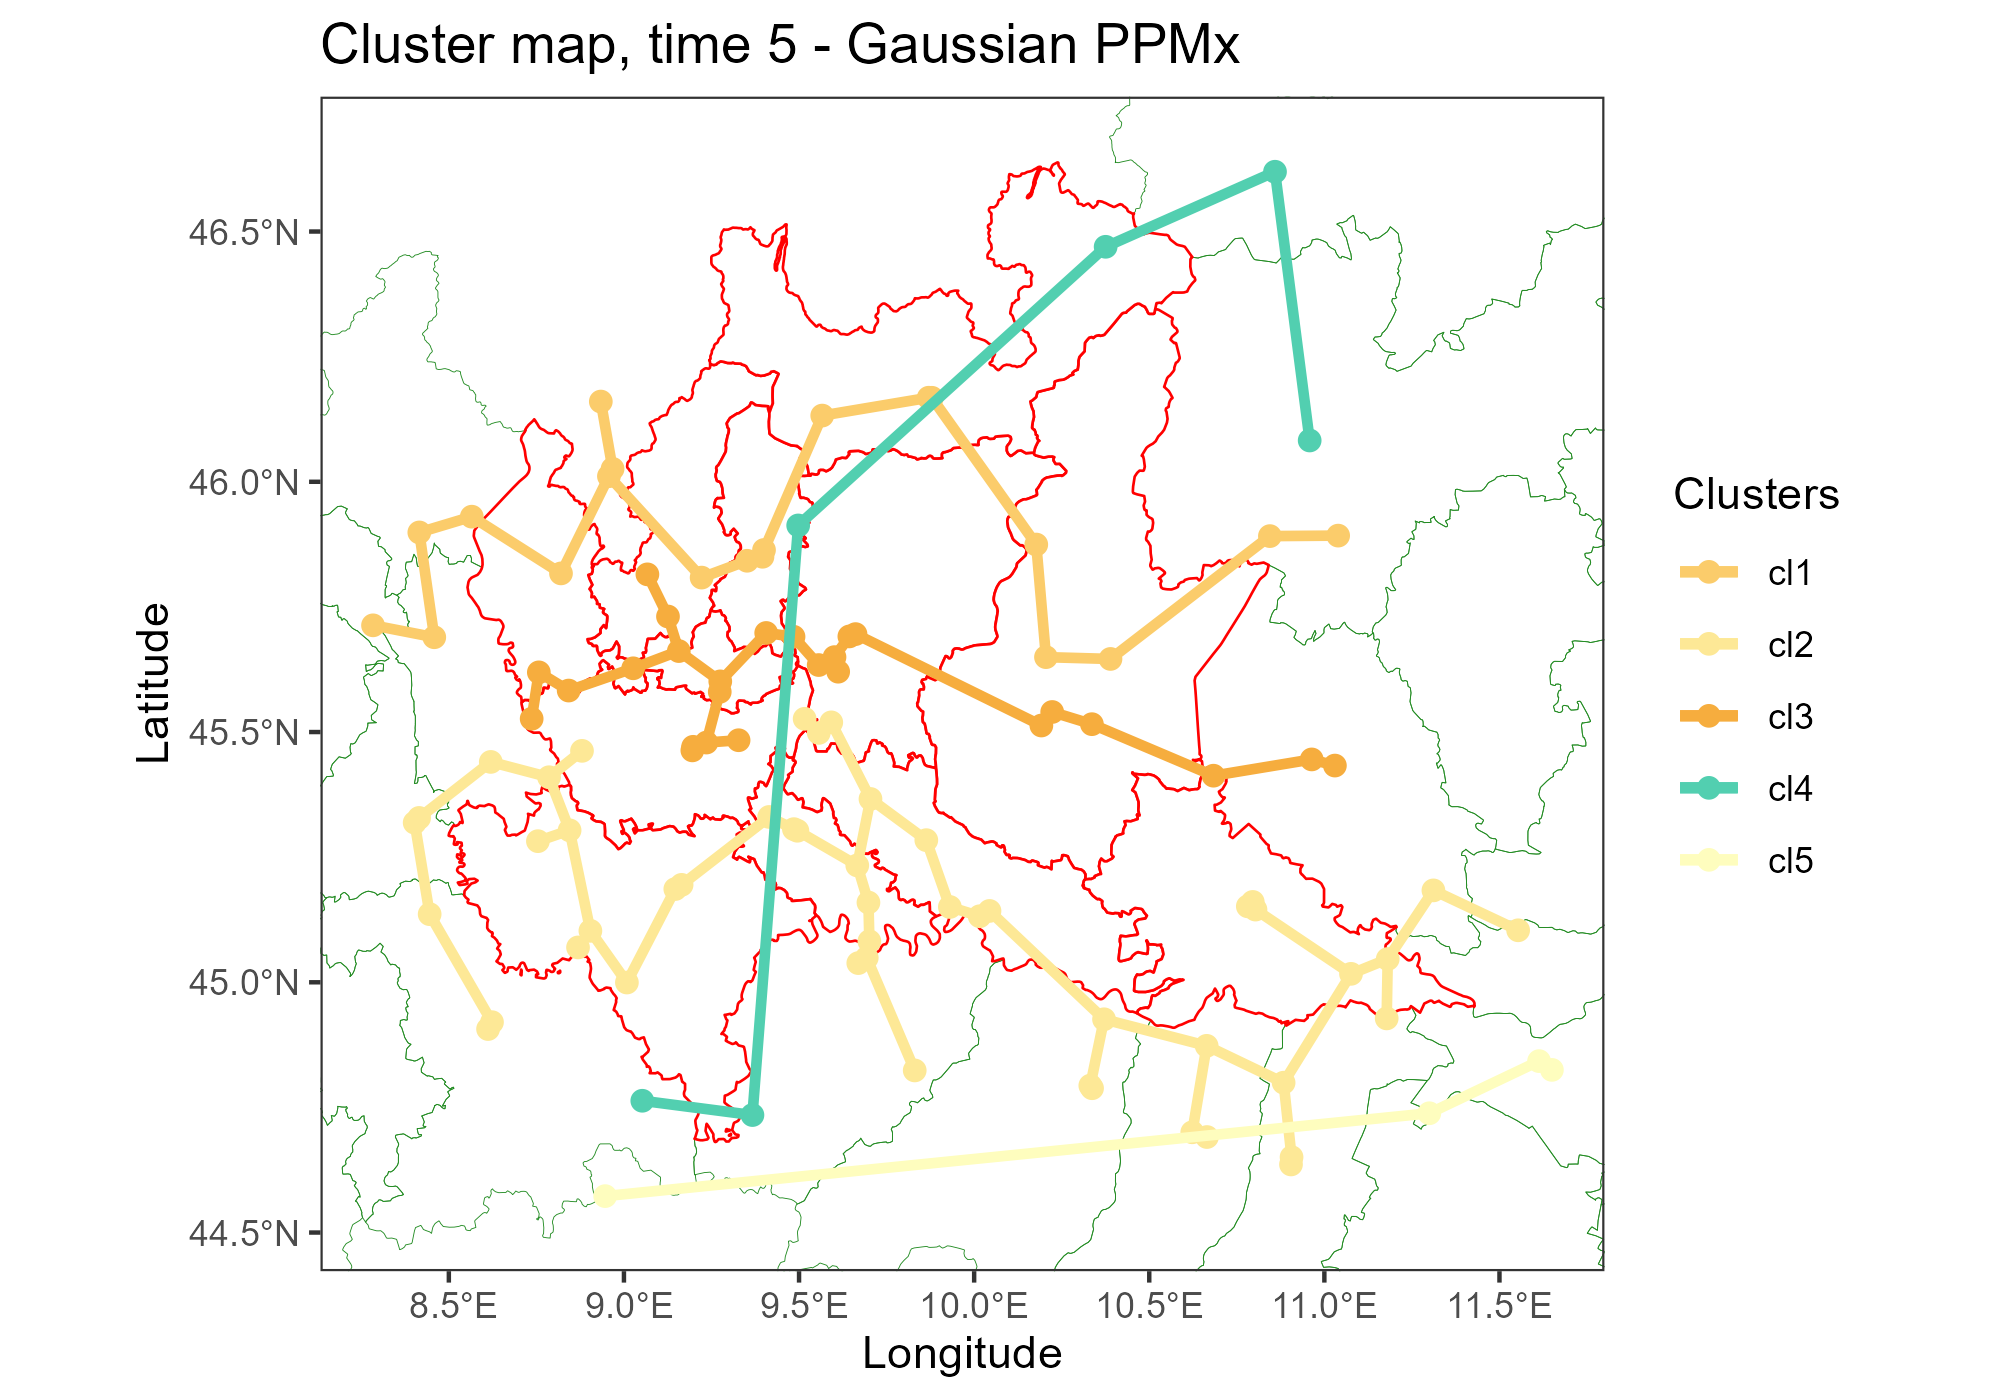 Cluster map, time 5 - Gaussian PPMx
46.5°N
46.0°N
45.5°N
45.0°N
44.5°N
Latitude
8.5°E
9.0°E
9.5°E
10.0°E
10.5°E
11.0°E
11.5°E
Longitude
Clusters
cl1
cl2
cl3
cl4
cl5